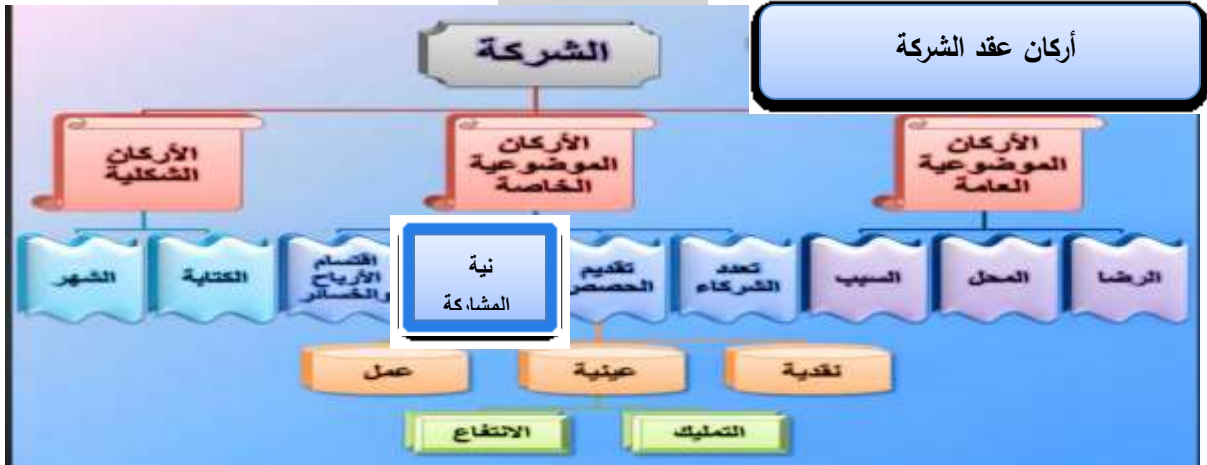 أركان عقد الشركة
الشركة
الأركان
الموضوعية
العامة
الأركان
الموضوعية
الخاصة
الأركان
الشكلية
الرضا
المحل
السبب
تعدد
الشركاء
تقديم
الحصص
نية
المشاركة
اقتسام
الأرباح
والخسائر
الكتابة
الشهر
نقدية
عينية
عمل
التمليك
الانتفاع